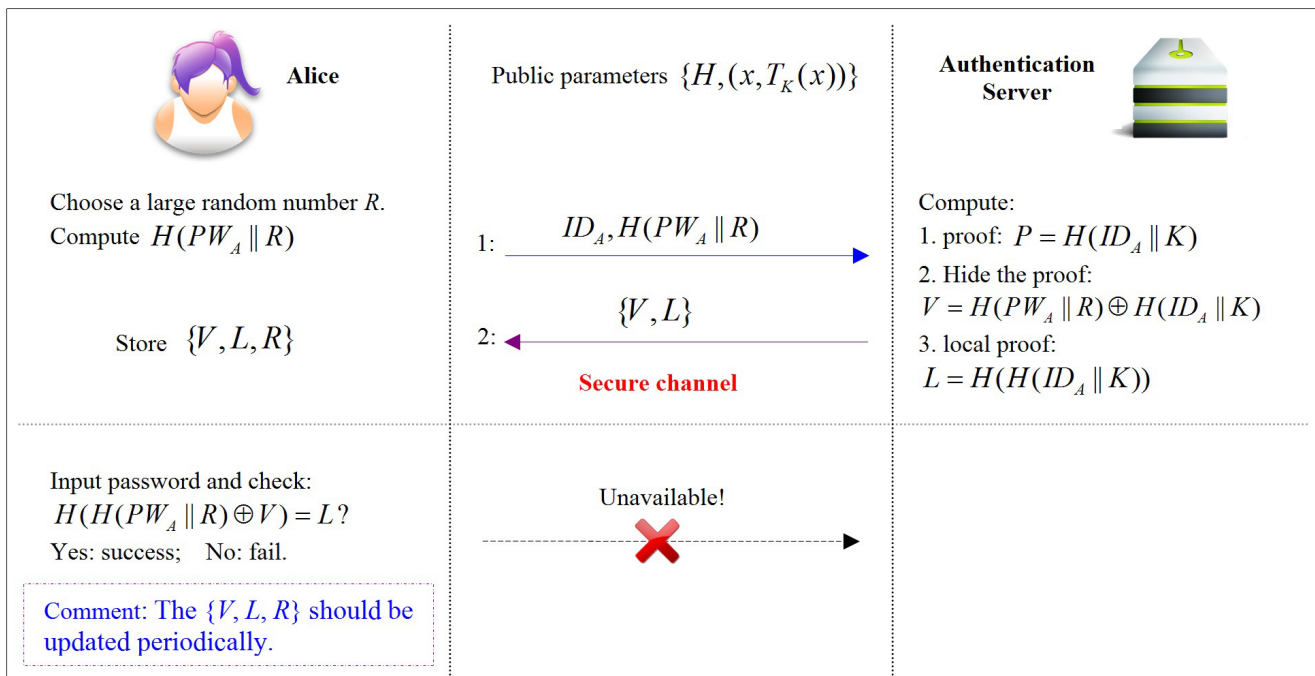 Alice
Public parameters {H,(x,T_K(x))}
Authentication
Server
Choose a large random number R.
Compute H(PW_A || R)
Store {V,L,R}
1: ID_A,H(PW_A || R)
2: {V,L}
Secure channel
Compute:
1. proof: P = H(ID_A || K)
2. Hide the proof:
V = H(PW_A || R) ⊕ H(ID_A || K)
3. local proof:
L = H(H(ID_A || K))
Input password and check:
H(H(PW_A || R) ⊕ V) = L?
Yes: success; No: fail.
Comment: The {V, L, R} should be
updated periodically.
Unavailable!